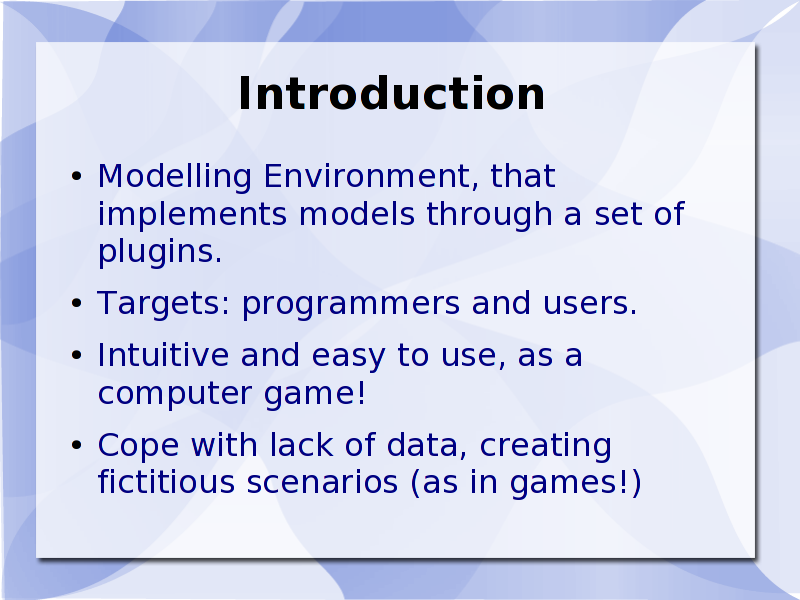 Introduction
• Modelling Environment, that
implements models through a set of
plugins.
• Targets: programmers and users.
• Intuitive and easy to use, as a
computer game!
• Cope with lack of data, creating
fictitious scenarios (as in games!)